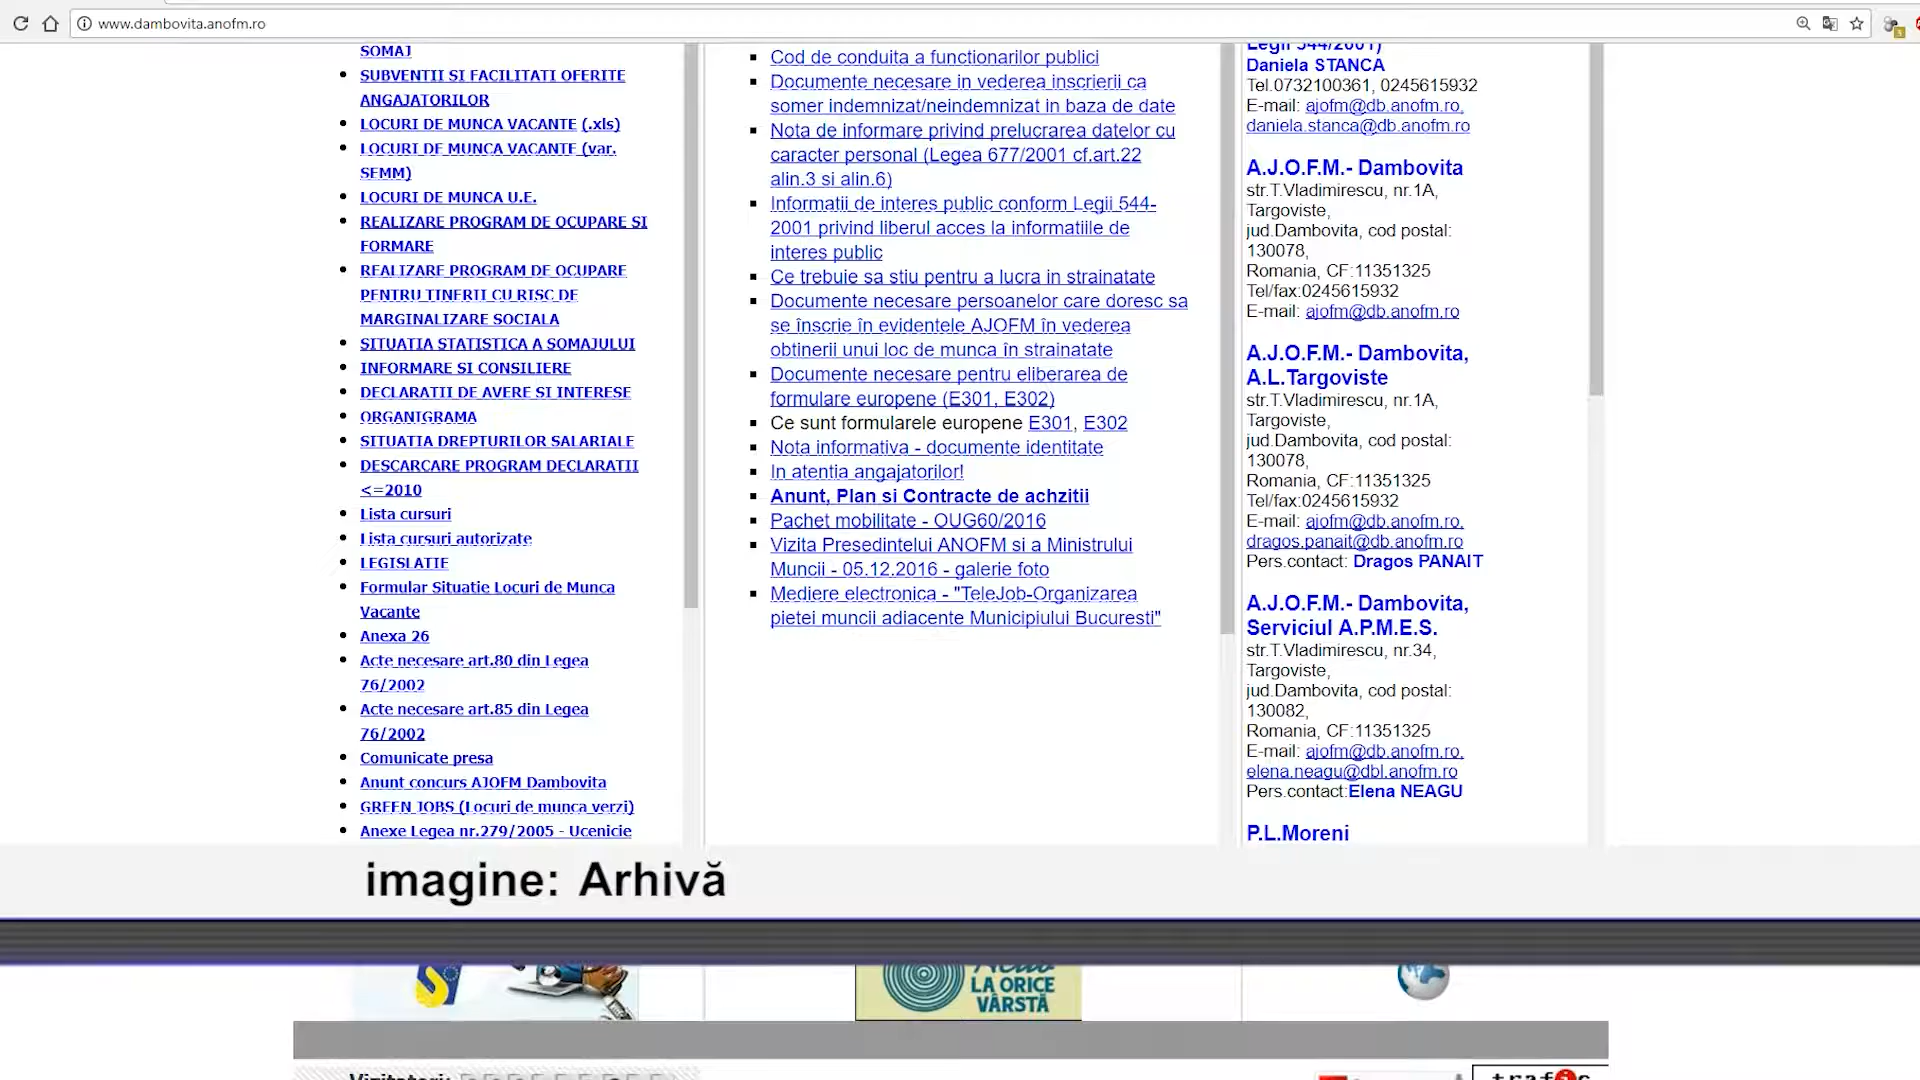 www.dambovita.anofm.ro
SOMAJ
SUBVENTII SI FACILITATI OFERITE
ANGAJATORILOR
LOCURI DE MUNCA VACANTE (.xls)
LOCURI DE MUNCA VACANTE (var.
SEMM)
LOCURI DE MUNCA U.E.
REALIZARE PROGRAM DE OCUPARE SI
FORMARE
REALIZARE PROGRAM DE OCUPARE
PENTRU TINERII CU RISC DE
MARGINALIZARE SOCIALA
SITUATIA STATISTICA A SOMAJULUI
INFORMARE SI CONSILIERE
DECLARATII DE AVERE SI INTERESE
ORGANIGRAMA
SITUATIA DREPTURILOR SALARIALE
DESCARCARE PROGRAM DECLARATII
<=2010
Lista cursuri
Lista cursuri autorizate
LEGISLATIE
Formular Situatie Locuri de Munca
Vacante
Anexa 26
Acte necesare art.80 din Legea
76/2002
Acte necesare art.85 din Legea
76/2002
Comunicate presa
Anunt concurs AJOFM Dambovita
GREEN JOBS (Locuri de munca verzi)
Anexe Legea nr.279/2005 - Ucenicie
Cod de conduita a functionarilor publici
Documente necesare in vederea inscrierii ca
somer indemnizat/neindemnizat in baza de date
Nota de informare privind prelucrarea datelor cu
caracter personal (Legea 677/2001 cf.art.22
alin.3 si alin.6)
Informatii de interes public conform Legii 544-
2001 privind liberul acces la informatiile de
interes public
Ce trebuie sa stiu pentru a lucra in strainatate
Documente necesare persoanelor care doresc sa
se înscrie în evidentele AJOFM în vederea
obtinerii unui loc de munca în strainatate
Documente necesare pentru eliberarea de
formulare europene (E301, E302)
Ce sunt formularele europene E301, E302
Nota informativa - documente identitate
In atentia angajatorilor!
Anunt, Plan si Contracte de achzitii
Pachet mobilitate - OUG60/2016
Vizita Presedintelui ANOFM si a Ministrului
Muncii - 05.12.2016 - galerie foto
Mediere electronica - "TeleJob-Organizarea
pietei muncii adiacente Municipiului Bucuresti"
Legii 544/2001)
Daniela STANCA
Tel.0732100361, 0245615932
E-mail: ajofm@db.anofm.ro,
daniela.stanca@db.anofm.ro
A.J.O.F.M.- Dambovita
str.T.Vladimirescu, nr.1A,
Targoviste,
jud.Dambovita, cod postal:
130078,
Romania, CF:11351325
Tel/fax:0245615932
E-mail: ajofm@db.anofm.ro
A.J.O.F.M.- Dambovita,
A.L.Targoviste
str.T.Vladimirescu, nr.1A,
Targoviste,
jud.Dambovita, cod postal:
130078,
Romania, CF:11351325
Tel/fax:0245615932
E-mail: ajofm@db.anofm.ro,
dragos.panait@db.anofm.ro
Pers.contact: Dragos PANAIT
A.J.O.F.M.- Dambovita,
Serviciul A.P.M.E.S.
str.T.Vladimirescu, nr.34,
Targoviste,
jud.Dambovita, cod postal:
130082,
Romania, CF:11351325
E-mail: ajofm@db.anofm.ro,
elena.neagu@dbl.anofm.ro
Pers.contact:Elena NEAGU
P.L.Moreni
imagine: Arhivă
LA ORICE
VÂRSTĂ